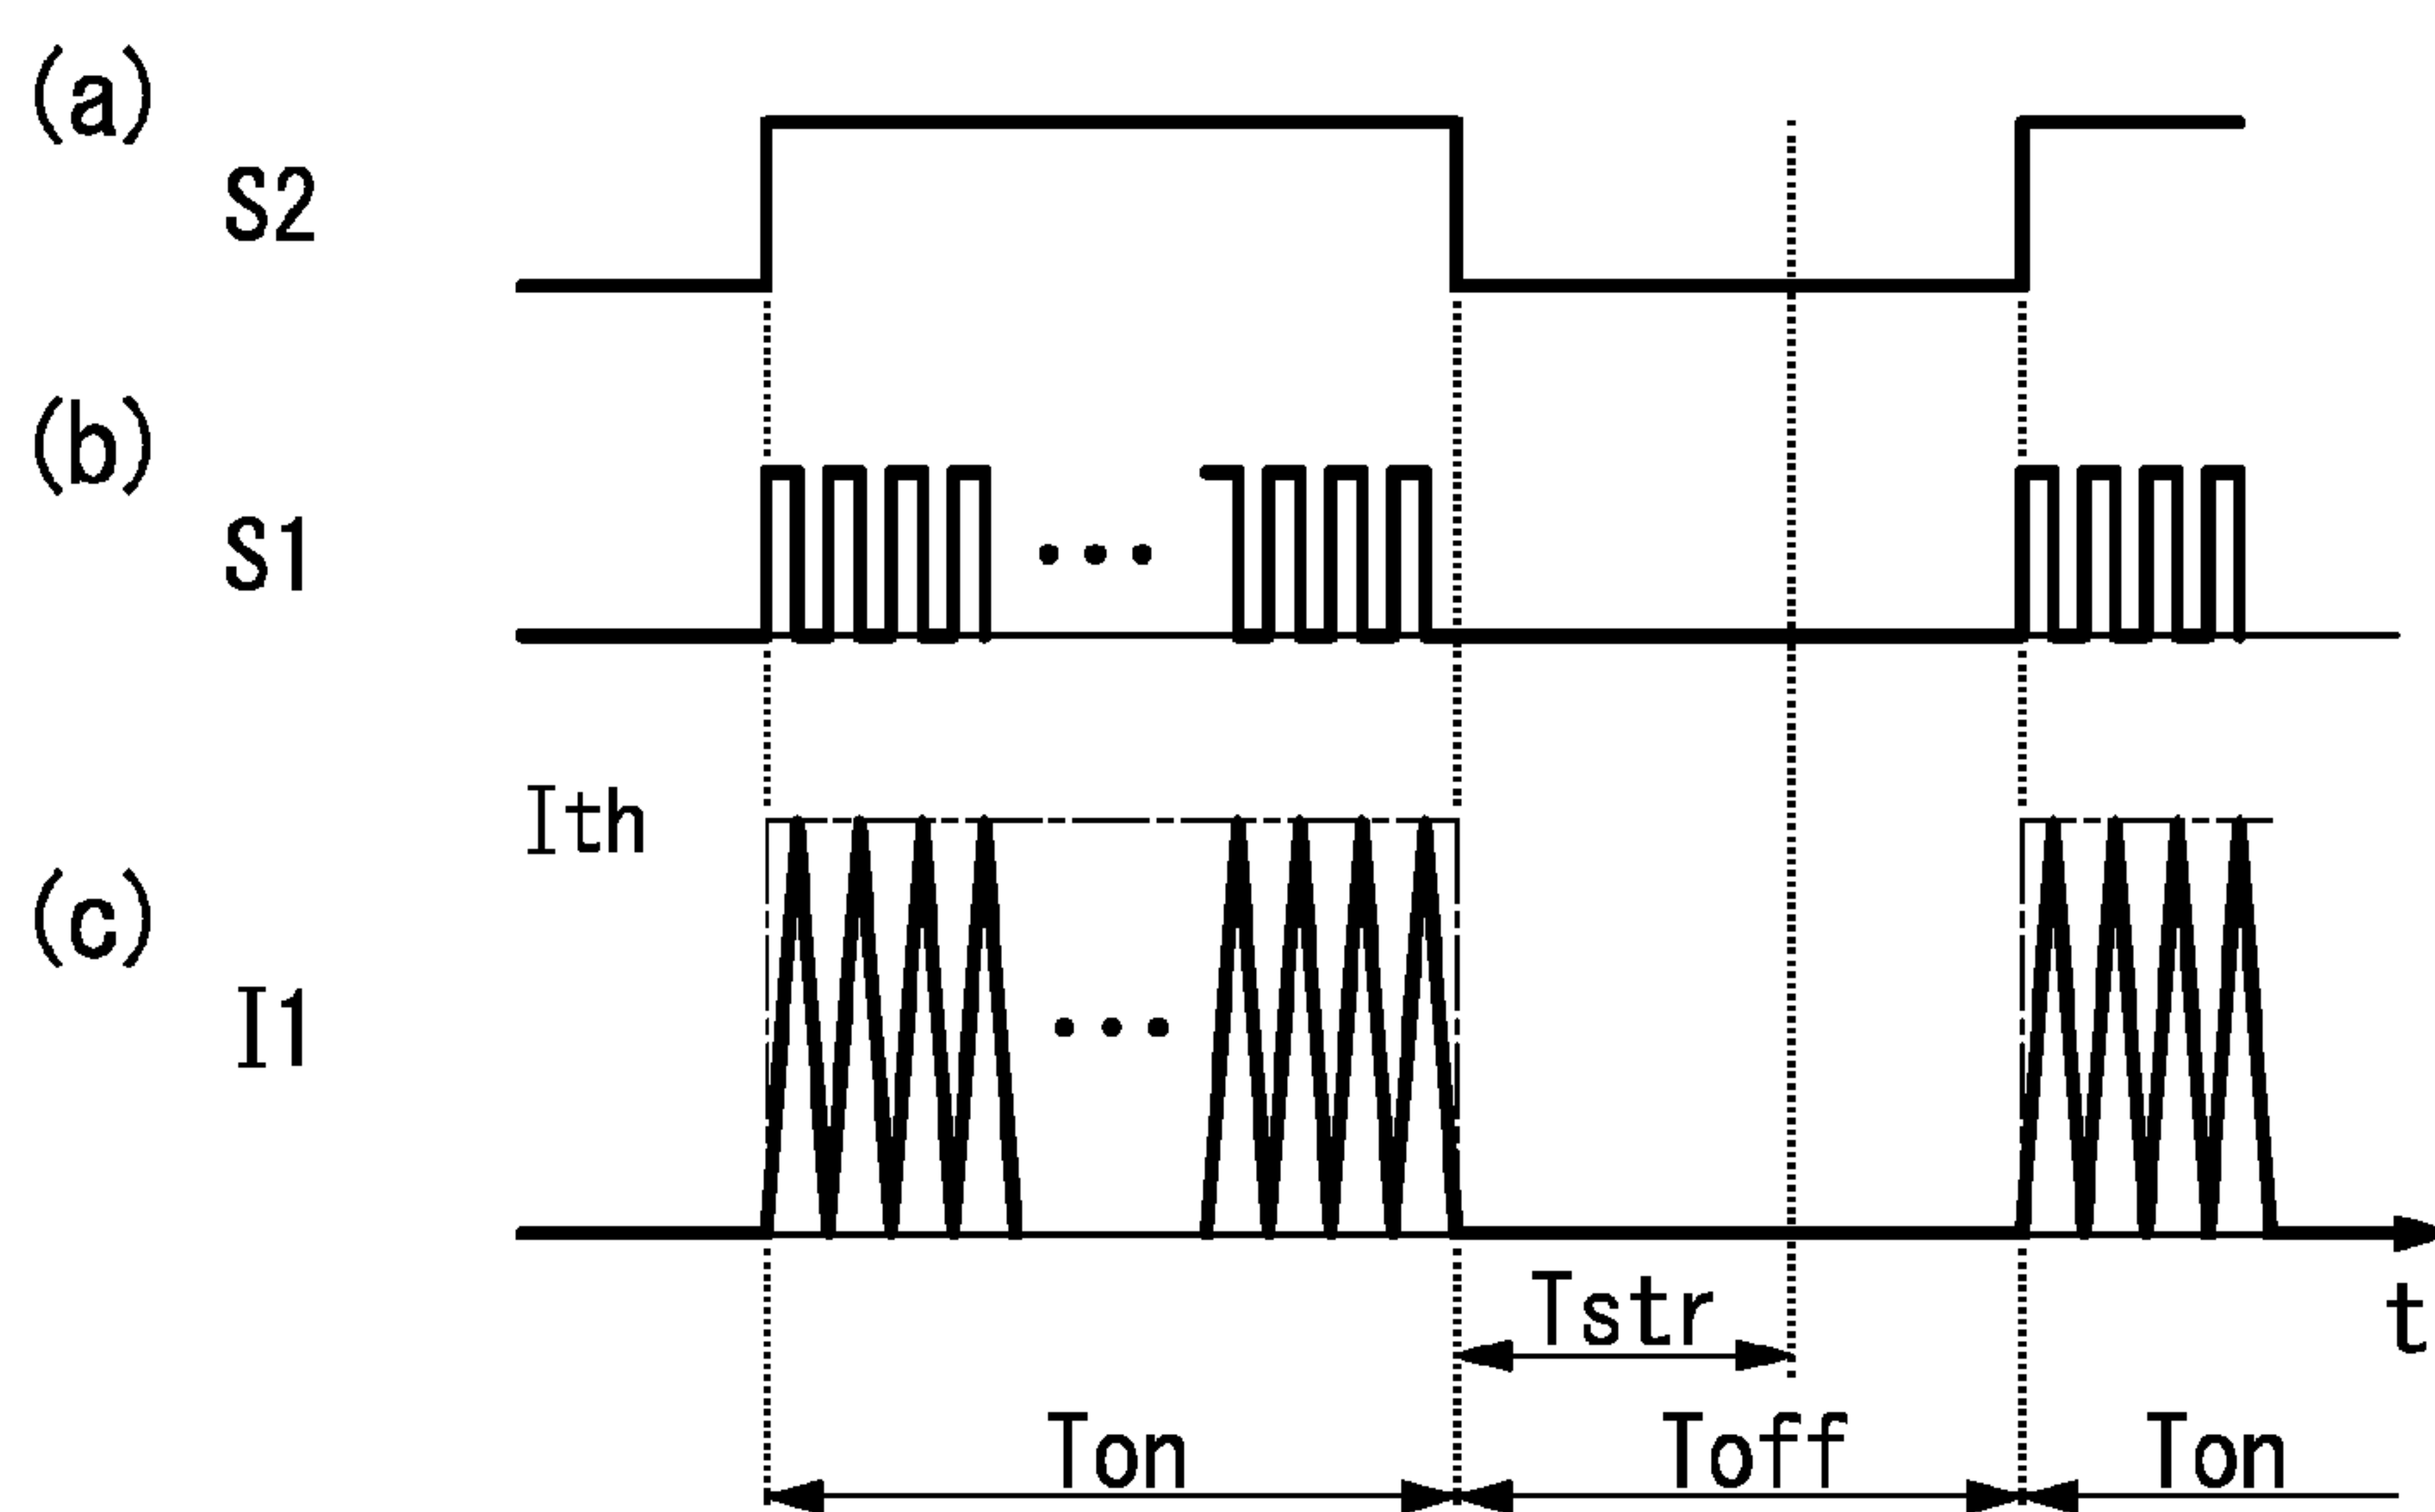 (a)
S2
(b)
S1
Ith
(c)
I1
Tstr
t
Ton Toff Ton